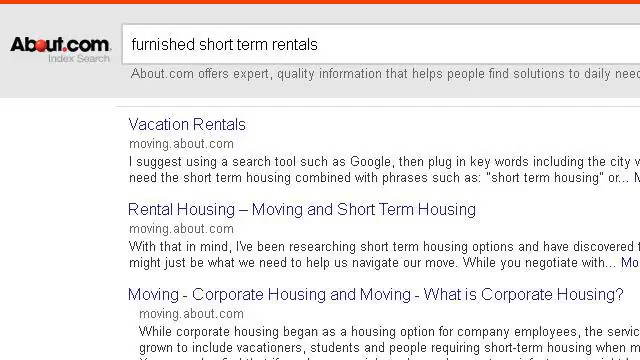 About.com
Index Search
furnished short term rentals
About.com offers expert, quality information that helps people find solutions to daily
Vacation Rentals
moving.about.com
I suggest using a search tool such as Google, then plug in key words including the city
need the short term housing combined with phrases such as: "short term housing" or...
Rental Housing – Moving and Short Term Housing
moving.about.com
With that in mind, I've been researching short term housing options and have discovered
might just be what we need to help us navigate our move. While you negotiate with... Mo
Moving - Corporate Housing and Moving - What is Corporate Housing?
moving.about.com
While corporate housing began as a housing option for company employees, the servic
grown to include vacationers, students and people requiring short-term housing when